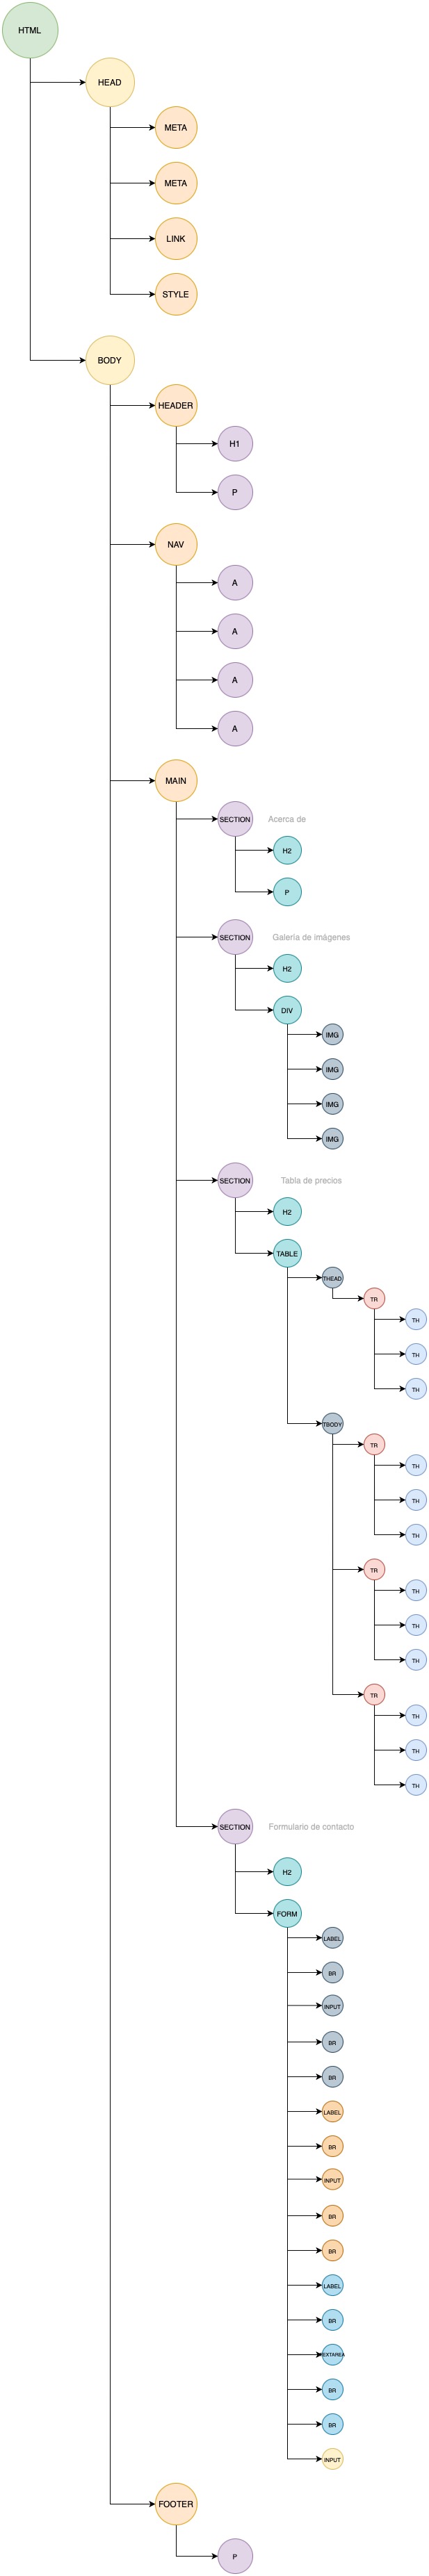 HTML
HEAD
META
META
LINK
STYLE
BODY
HEADER
H1
P
NAV
A
A
A
A
MAIN
SECTION Acerca de
H2
P
SECTION Galería de imágenes
H2
DIV
IMG
IMG
IMG
IMG
SECTION Tabla de precios
H2
TABLE
THEAD
TR
TH
TH
TH
TBODY
TR
TH
TH
TH
TR
TH
TH
TH
TR
TH
TH
TH
SECTION Formulario de contacto
H2
FORM
LABEL
BR
INPUT
BR
BR
LABEL
BR
INPUT
BR
BR
LABEL
BR
TEXTAREA
BR
BR
INPUT
FOOTER
P